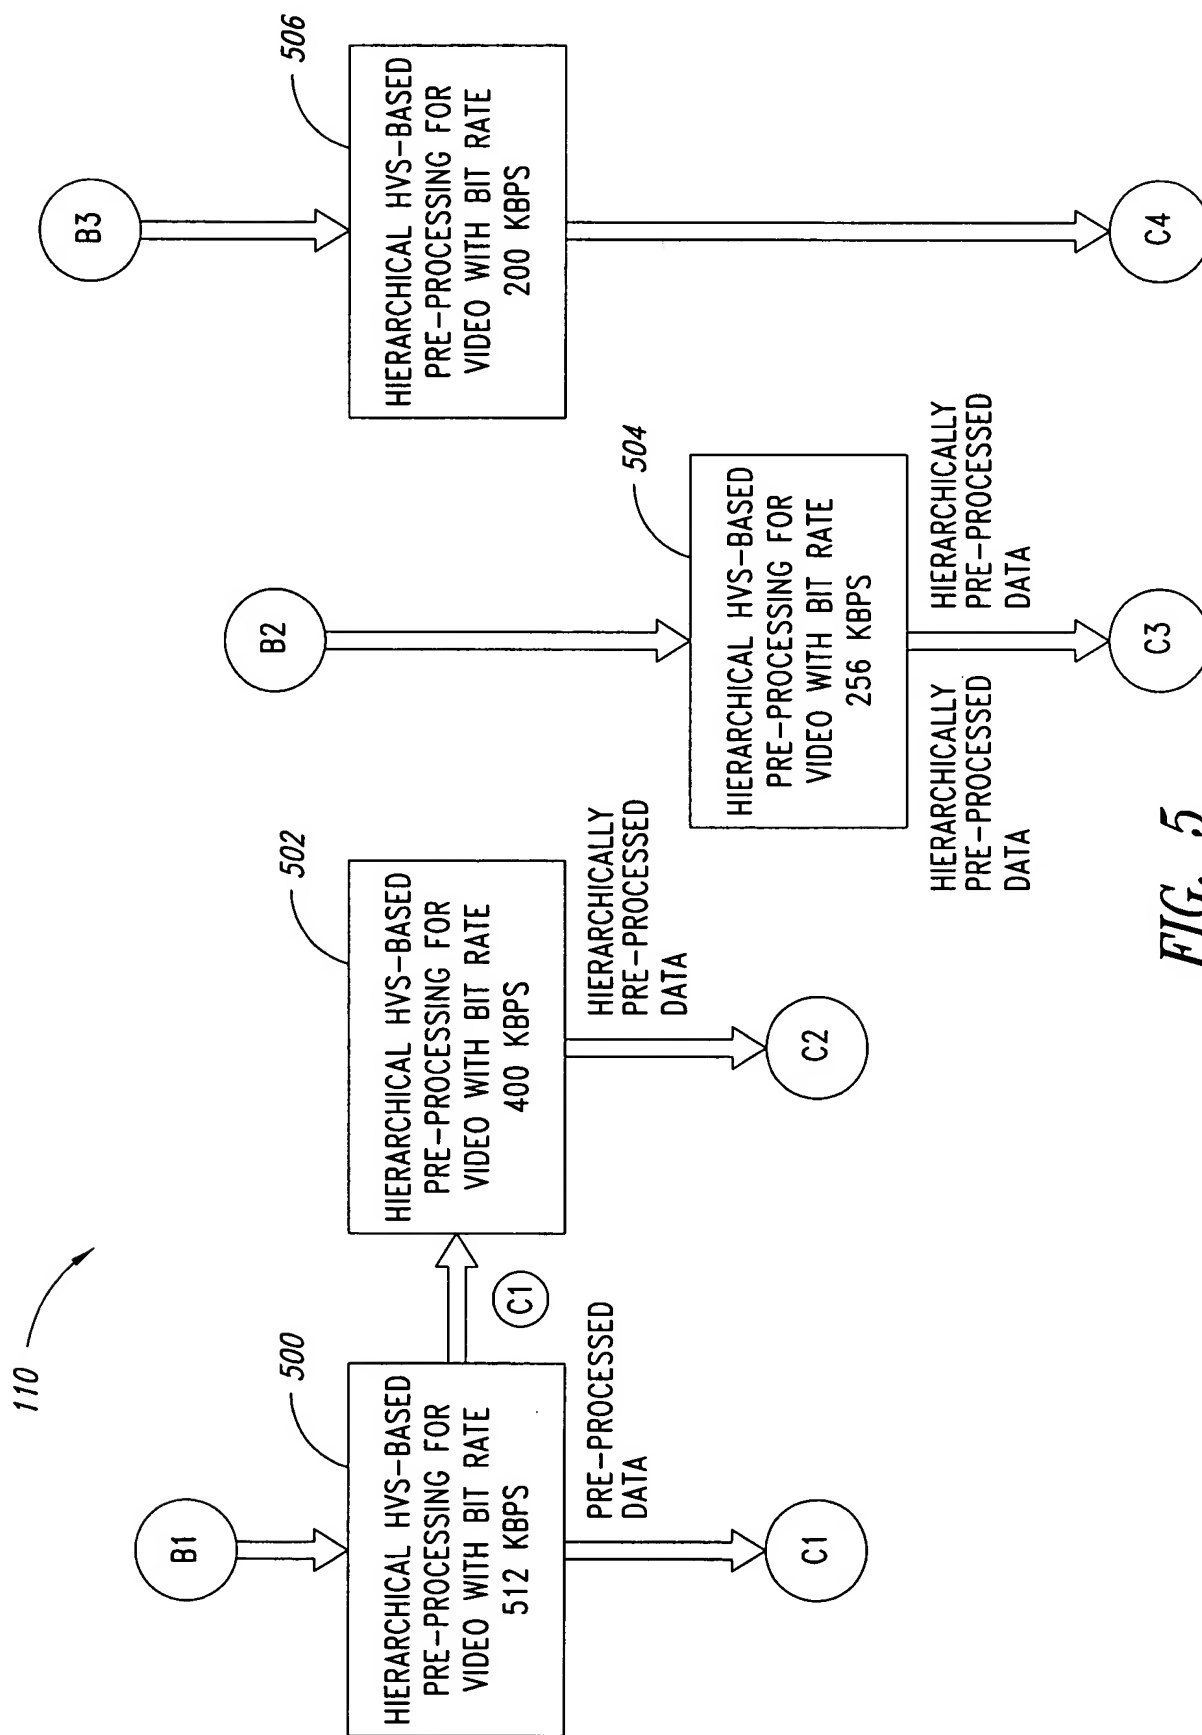 110
B1
500
HIERARCHICAL HVS-BASED
PRE-PROCESSING FOR
VIDEO WITH BIT RATE
512 KBPS
PRE-PROCESSED
DATA
C1
C1
502
HIERARCHICAL HVS-BASED
PRE-PROCESSING FOR
VIDEO WITH BIT RATE
400 KBPS
HIERARCHICALLY
PRE-PROCESSED
DATA
C2
B2
504
HIERARCHICAL HVS-BASED
PRE-PROCESSING FOR
VIDEO WITH BIT RATE
256 KBPS
HIERARCHICALLY
PRE-PROCESSED
DATA
HIERARCHICALLY
PRE-PROCESSED
DATA
C3
B3
506
HIERARCHICAL HVS-BASED
PRE-PROCESSING FOR
VIDEO WITH BIT RATE
200 KBPS
C4
FIG. 5